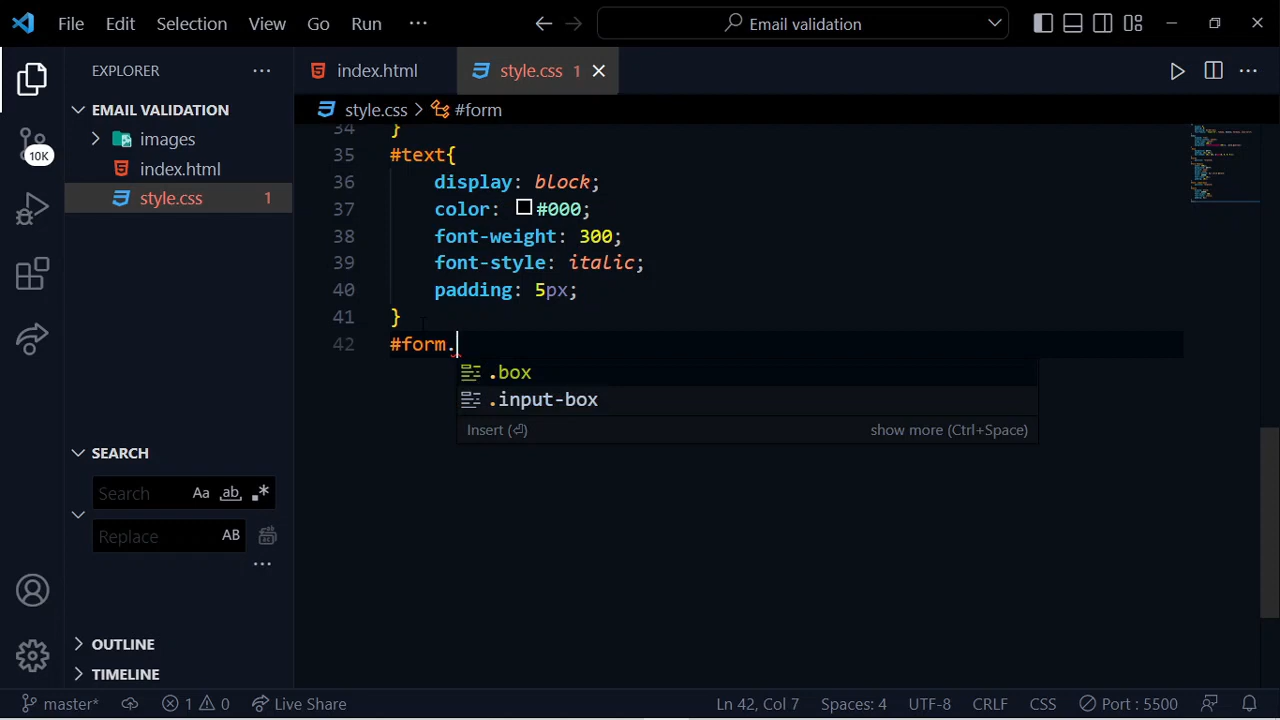 File Edit Selection View Go Run ··· Email validation
EXPLORER ···
index.html
style.css 1
EMAIL VALIDATION
images
index.html
style.css 1
10K
style.css > #form
34 }
35 #text{
36 display: block;
37 color: #000;
38 font-weight: 300;
39 font-style: italic;
40 padding: 5px;
41 }
42 #form.
.box
.input-box
Insert (⏎) show more (Ctrl+Space)
SEARCH
Search Aa ab .*
Replace AB
···
OUTLINE
TIMELINE
master* 1 0 Live Share Ln 42, Col 7 Spaces: 4 UTF-8 CRLF CSS Port : 5500